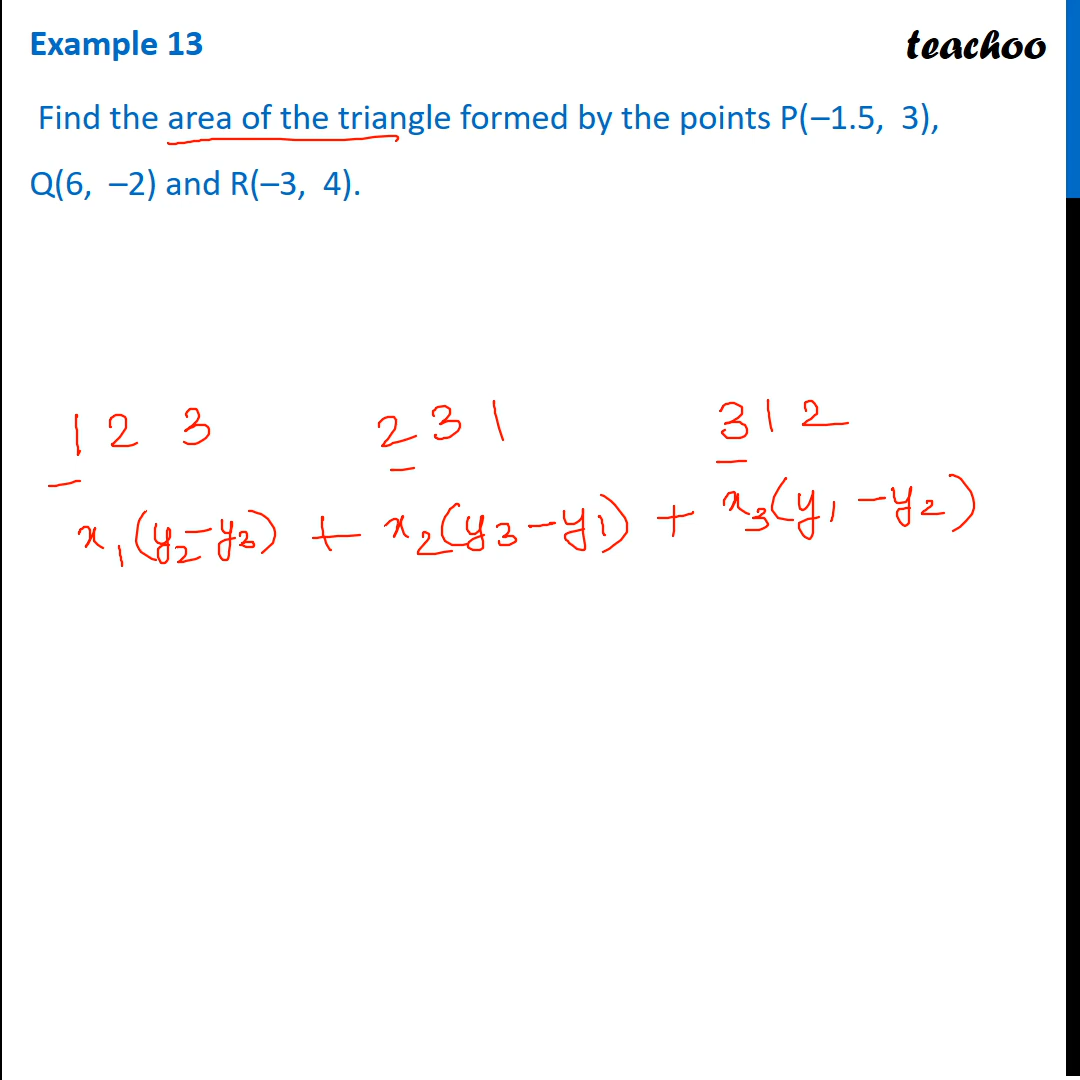 Example 13
teachoo
Find the area of the triangle formed by the points P(–1.5, 3),
Q(6, –2) and R(–3, 4).
1 2 3 2 3 1 3 1 2
x₁(y₂–y₃) + x₂(y₃–y₁) + x₃(y₁–y₂)